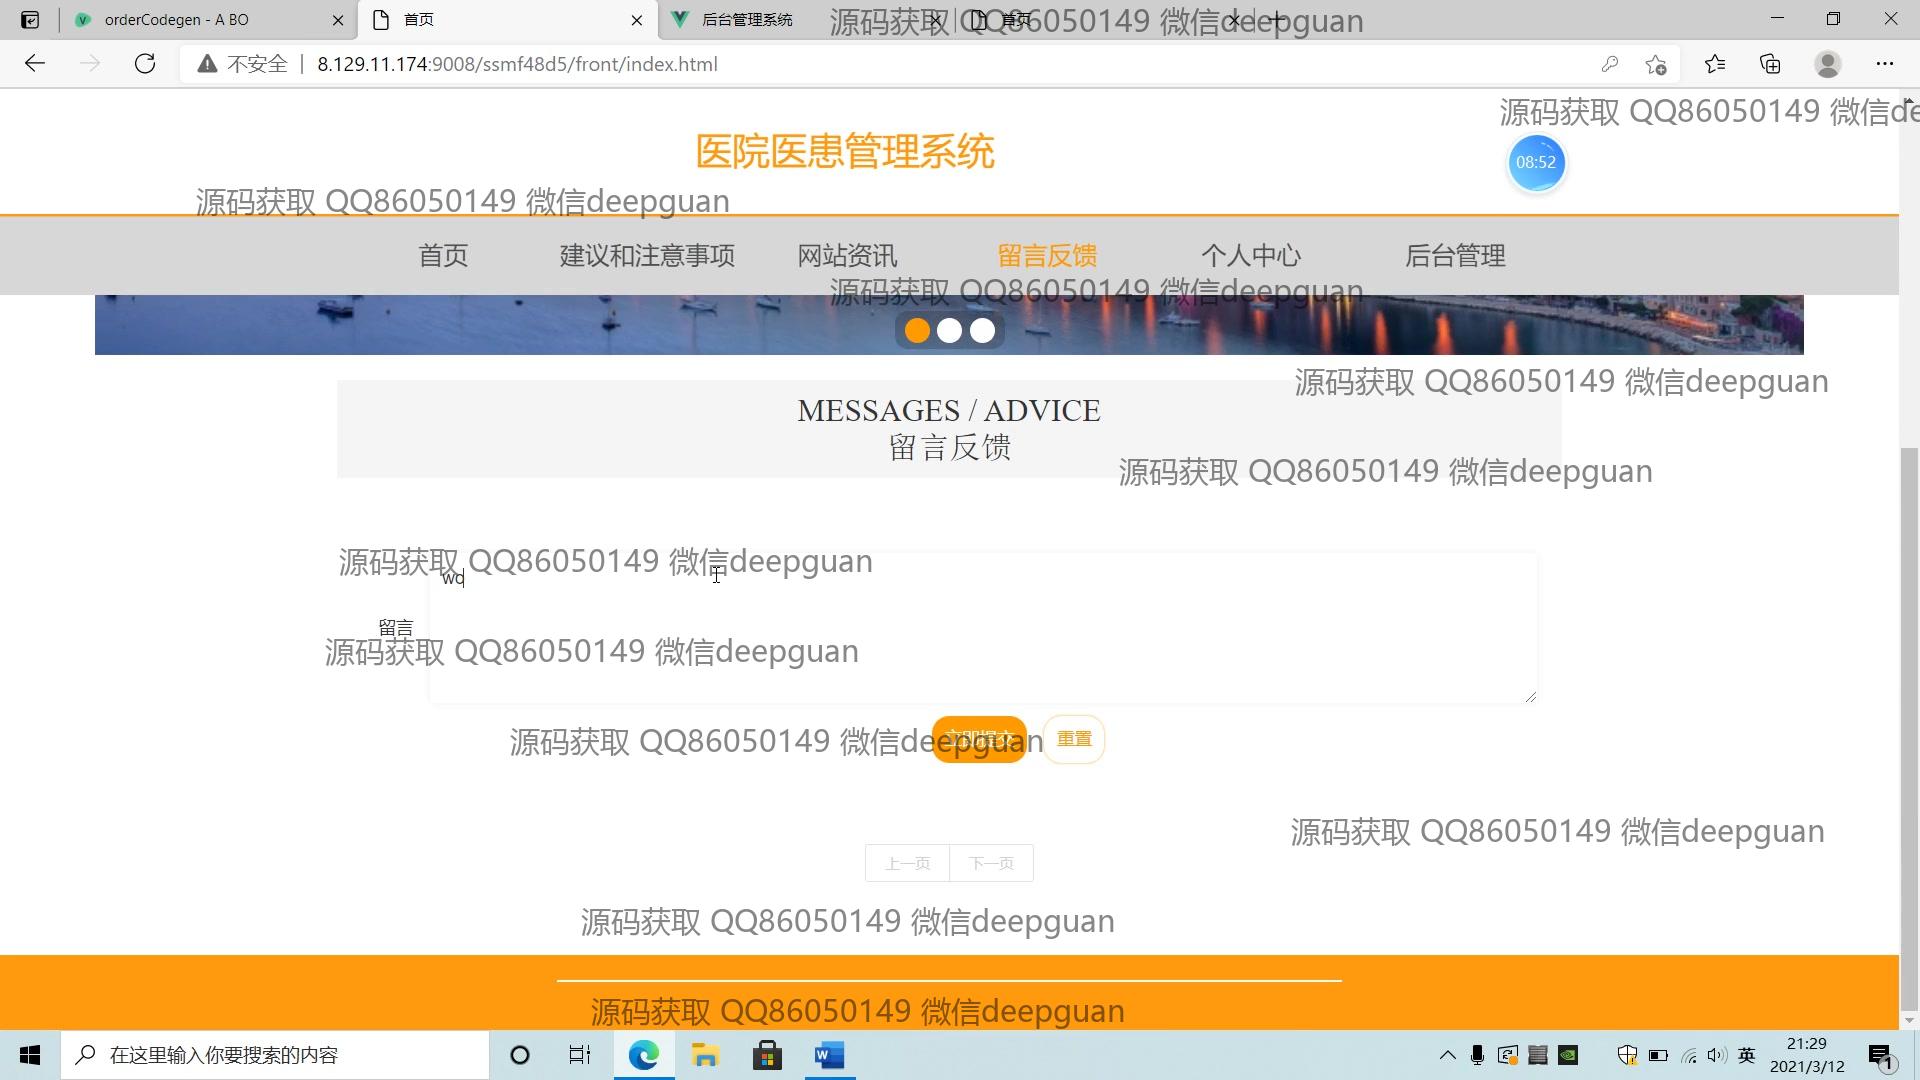 orderCodegen - A BO
首页
后台管理系统
首页
源码获取 QQ86050149 微信deepguan
不安全
8.129.11.174:9008/ssmf48d5/front/index.html
源码获取 QQ86050149 微信de
医院医患管理系统
08:52
源码获取 QQ86050149 微信deepguan
首页 建议和注意事项 网站资讯 留言反馈 个人中心 后台管理
源码获取 QQ86050149 微信deepguan
源码获取 QQ86050149 微信deepguan
MESSAGES / ADVICE
留言反馈
源码获取 QQ86050149 微信deepguan
源码获取 QQ86050149 微信deepguan
wo
留言
源码获取 QQ86050149 微信deepguan
源码获取 QQ86050149 微信deepguan
立即提交 重置
源码获取 QQ86050149 微信deepguan
上一页 下一页
源码获取 QQ86050149 微信deepguan
源码获取 QQ86050149 微信deepguan
在这里输入你要搜索的内容
英
21:29
2021/3/12
1